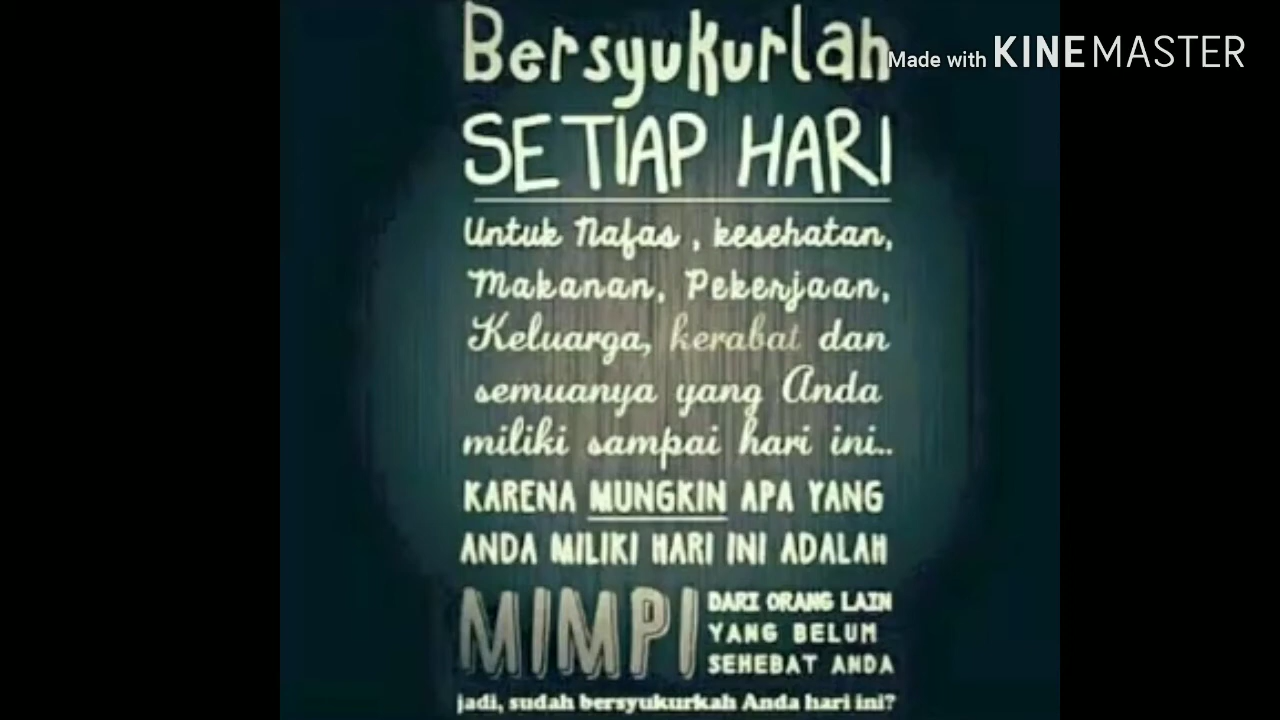 Bersyukurlah
Made with KINEMASTER
SETIAP HARI
Untuk Nafas , kesehatan,
Makanan, Pekerjaan,
Keluarga, kerabat dan
semuanya yang Anda
miliki sampai hari ini..
KARENA MUNGKIN APA YANG
ANDA MILIKI HARI INI ADALAH
MIMPI
DARI ORANG LAIN
YANG BELUM
SEHEBAT ANDA
jadi, sudah bersyukurkah Anda hari ini?